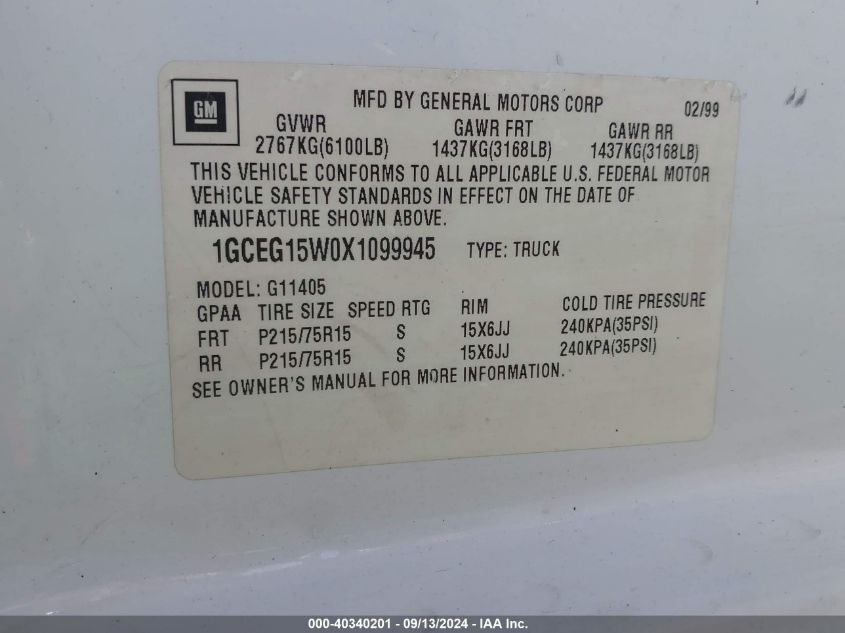 GM
MFD BY GENERAL MOTORS CORP 02/99
GVWR GAWR FRT GAWR RR
2767KG(6100LB) 1437KG(3168LB) 1437KG(3168LB)
THIS VEHICLE CONFORMS TO ALL APPLICABLE U.S. FEDERAL MOTOR
VEHICLE SAFETY STANDARDS IN EFFECT ON THE DATE OF
MANUFACTURE SHOWN ABOVE.
1GCEG15W0X1099945 TYPE: TRUCK
MODEL: G11405
GPAA TIRE SIZE SPEED RTG RIM COLD TIRE PRESSURE
FRT P215/75R15 S 15X6JJ 240KPA(35PSI)
RR P215/75R15 S 15X6JJ 240KPA(35PSI)
SEE OWNER'S MANUAL FOR MORE INFORMATION.
000-40340201 - 09/13/2024 - IAA Inc.